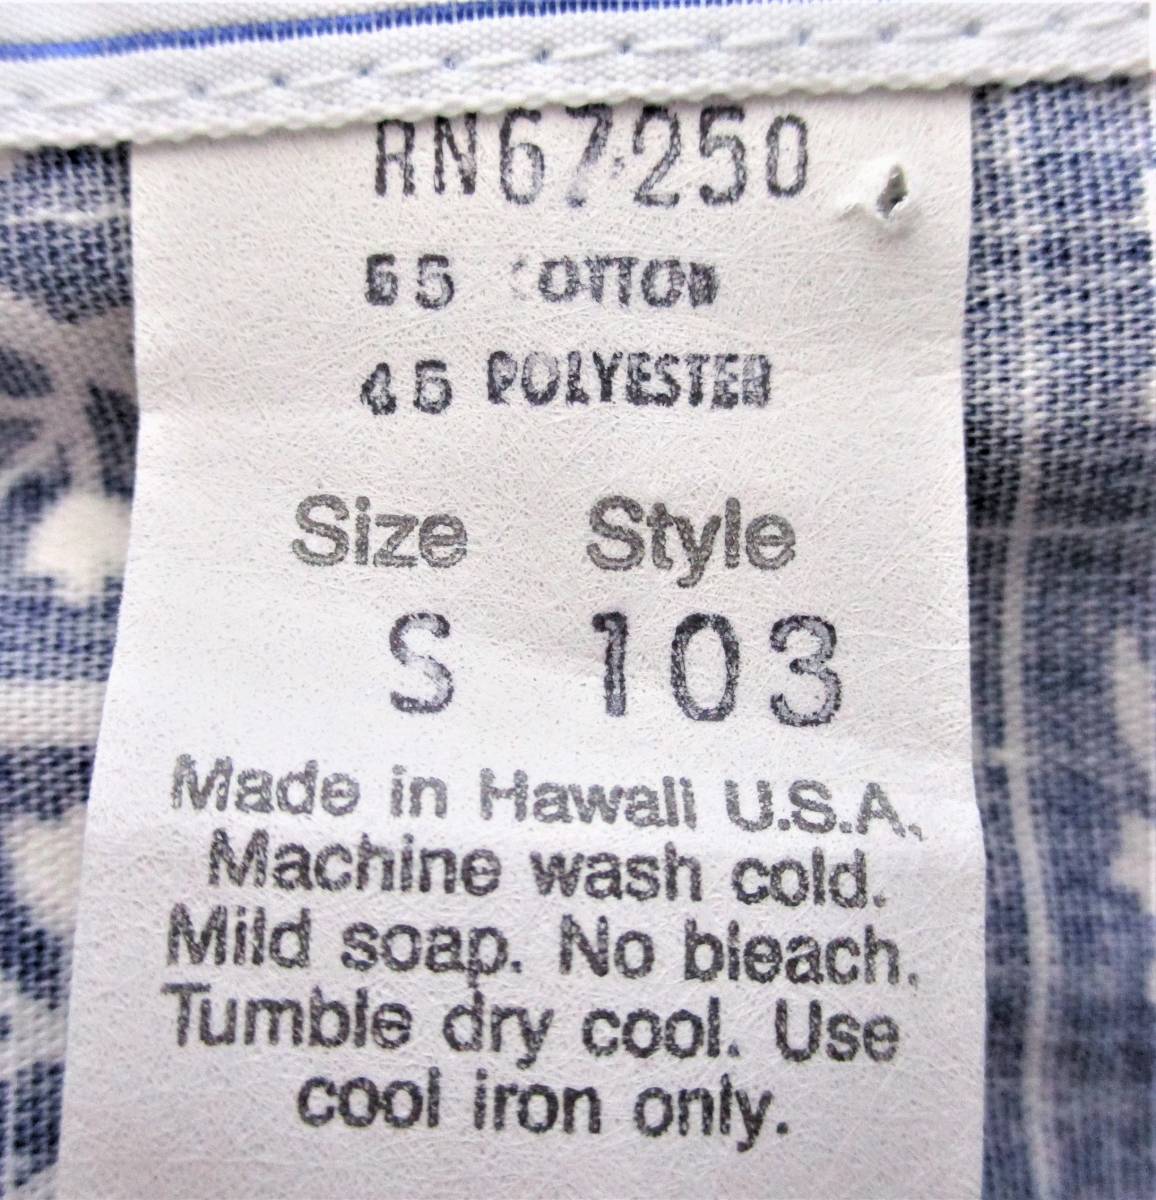 RN67250
55 COTTON
45 POLYESTER
Size Style
S 103
Made in Hawaii U.S.A.
Machine wash cold.
Mild soap. No bleach.
Tumble dry cool. Use
cool iron only.